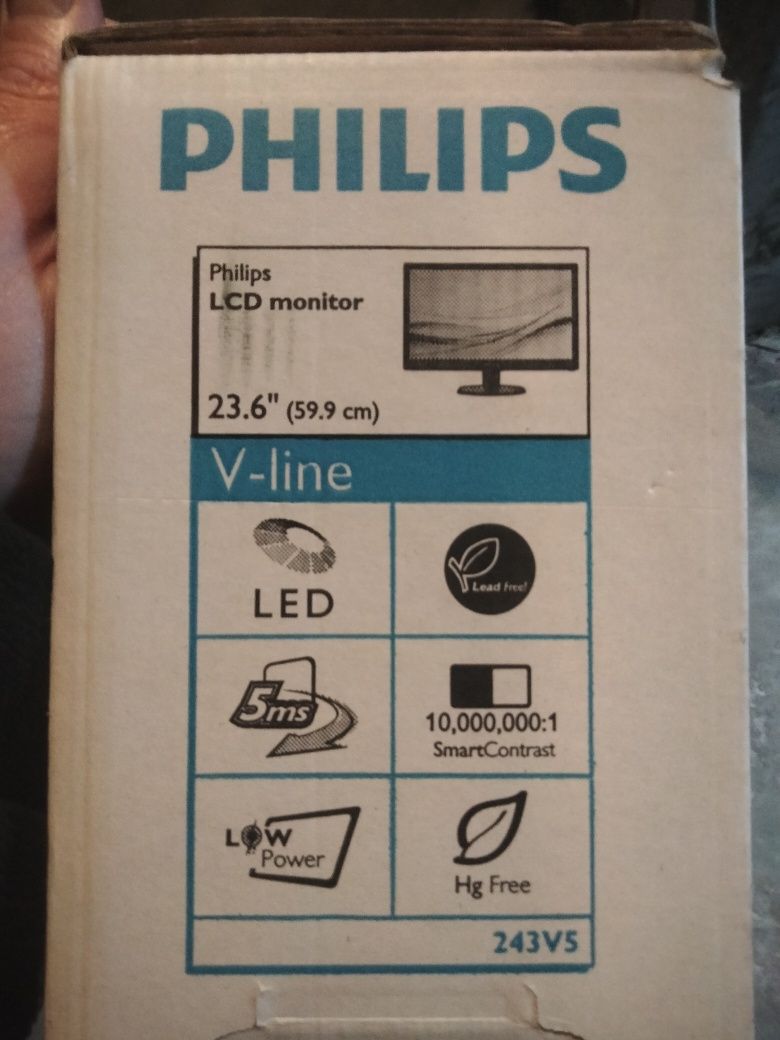 PHILIPS
Philips
LCD monitor
23.6" (59.9 cm)
V-line
LED
Lead free!
5ms
10,000,000:1
SmartContrast
LOW
Power
Hg Free
243V5